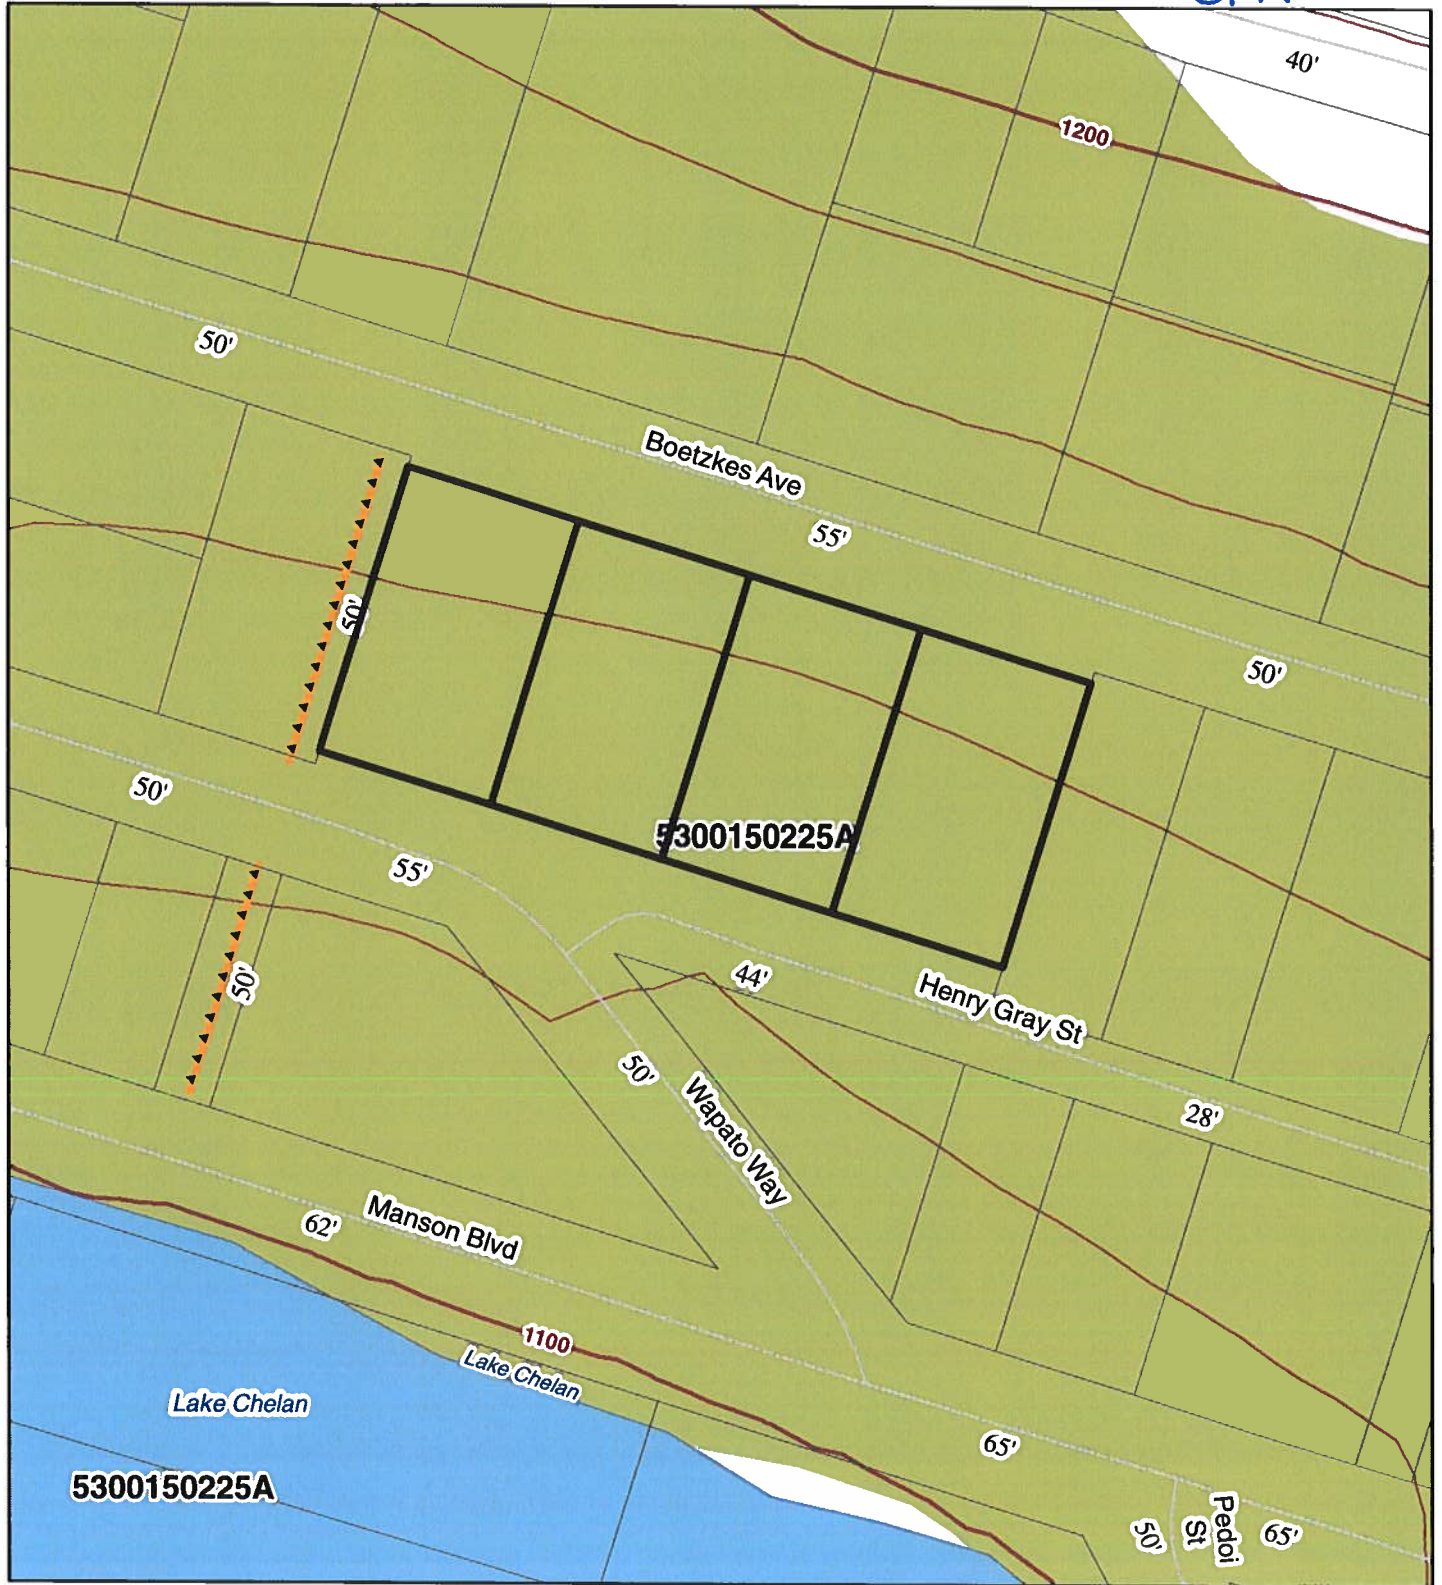 40'
1200
50'
Boetzkes Ave
55'
50'
50'
50'
55'
5300150225A
50'
44'
Henry Gray St
50'
Wapato Way
28'
62'
Manson Blvd
1100
Lake Chelan
Lake Chelan
65'
5300150225A
50'
Pedoi
St
65'